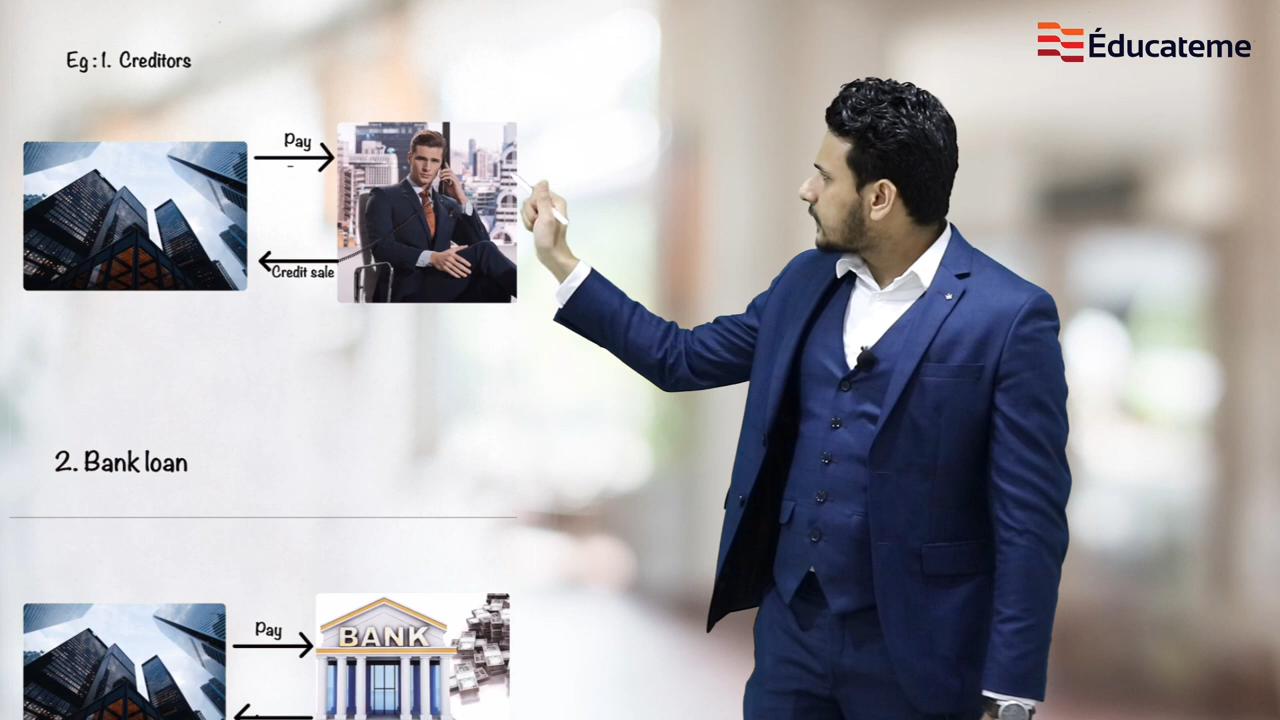 Eg : 1. Creditors
Éducateme
Pay
Credit sale
2. Bank loan
Pay
BANK